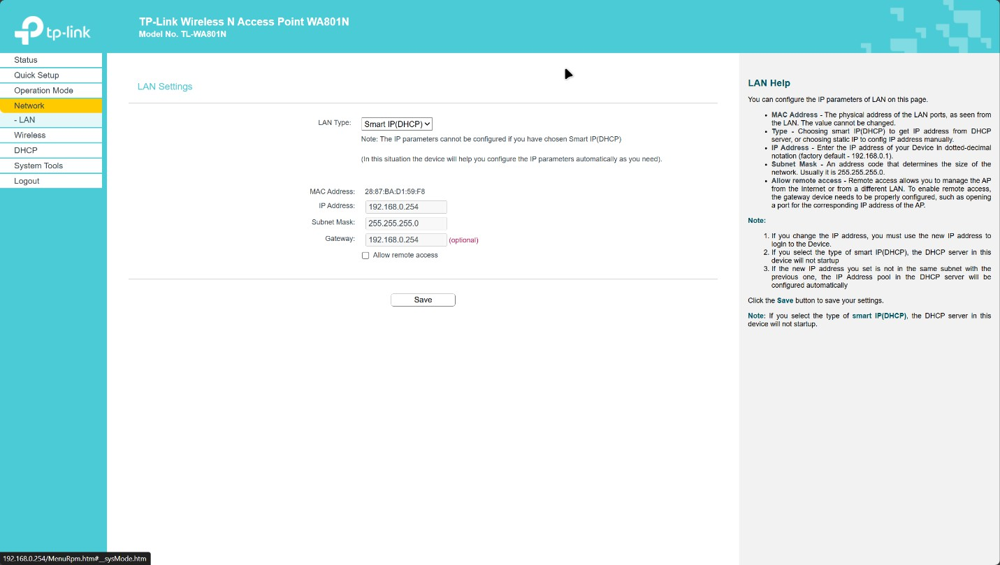 tp-link
TP-Link Wireless N Access Point WA801N
Model No. TL-WA801N
Status
Quick Setup
Operation Mode
Network
- LAN
Wireless
DHCP
System Tools
Logout
LAN Settings
LAN Type: Smart IP(DHCP)
Note: The IP parameters cannot be configured if you have chosen Smart IP(DHCP)
(In this situation the device will help you configure the IP parameters automatically as you need).
MAC Address: 28:87:BA:D1:59:F8
IP Address: 192.168.0.254
Subnet Mask: 255.255.255.0
Gateway: 192.168.0.254 (optional)
Allow remote access
Save
LAN Help
You can configure the IP parameters of LAN on this page.
• MAC Address - The physical address of the LAN ports, as seen from
the LAN. The value cannot be changed.
• Type - Choosing smart IP(DHCP) to get IP address from DHCP
server, or choosing static IP to config IP address manually.
• IP Address - Enter the IP address of your Device in dotted-decimal
notation (factory default - 192.168.0.1).
• Subnet Mask - An address code that determines the size of the
network. Usually it is 255.255.255.0.
• Allow remote access - Remote access allows you to manage the AP
from the Internet or from a different LAN. To enable remote access,
the gateway device needs to be properly configured, such as opening
a port for the corresponding IP address of the AP.
Note:
1. If you change the IP address, you must use the new IP address to
login to the Device.
2. If you select the type of smart IP(DHCP), the DHCP server in this
device will not startup
3. If the new IP address you set is not in the same subnet with the
previous one, the IP Address pool in the DHCP server will be
configured automatically
Click the Save button to save your settings.
Note: If you select the type of smart IP(DHCP), the DHCP server in this
device will not startup.
192.168.0.254/MenuRpm.htm#__sysMode.htm